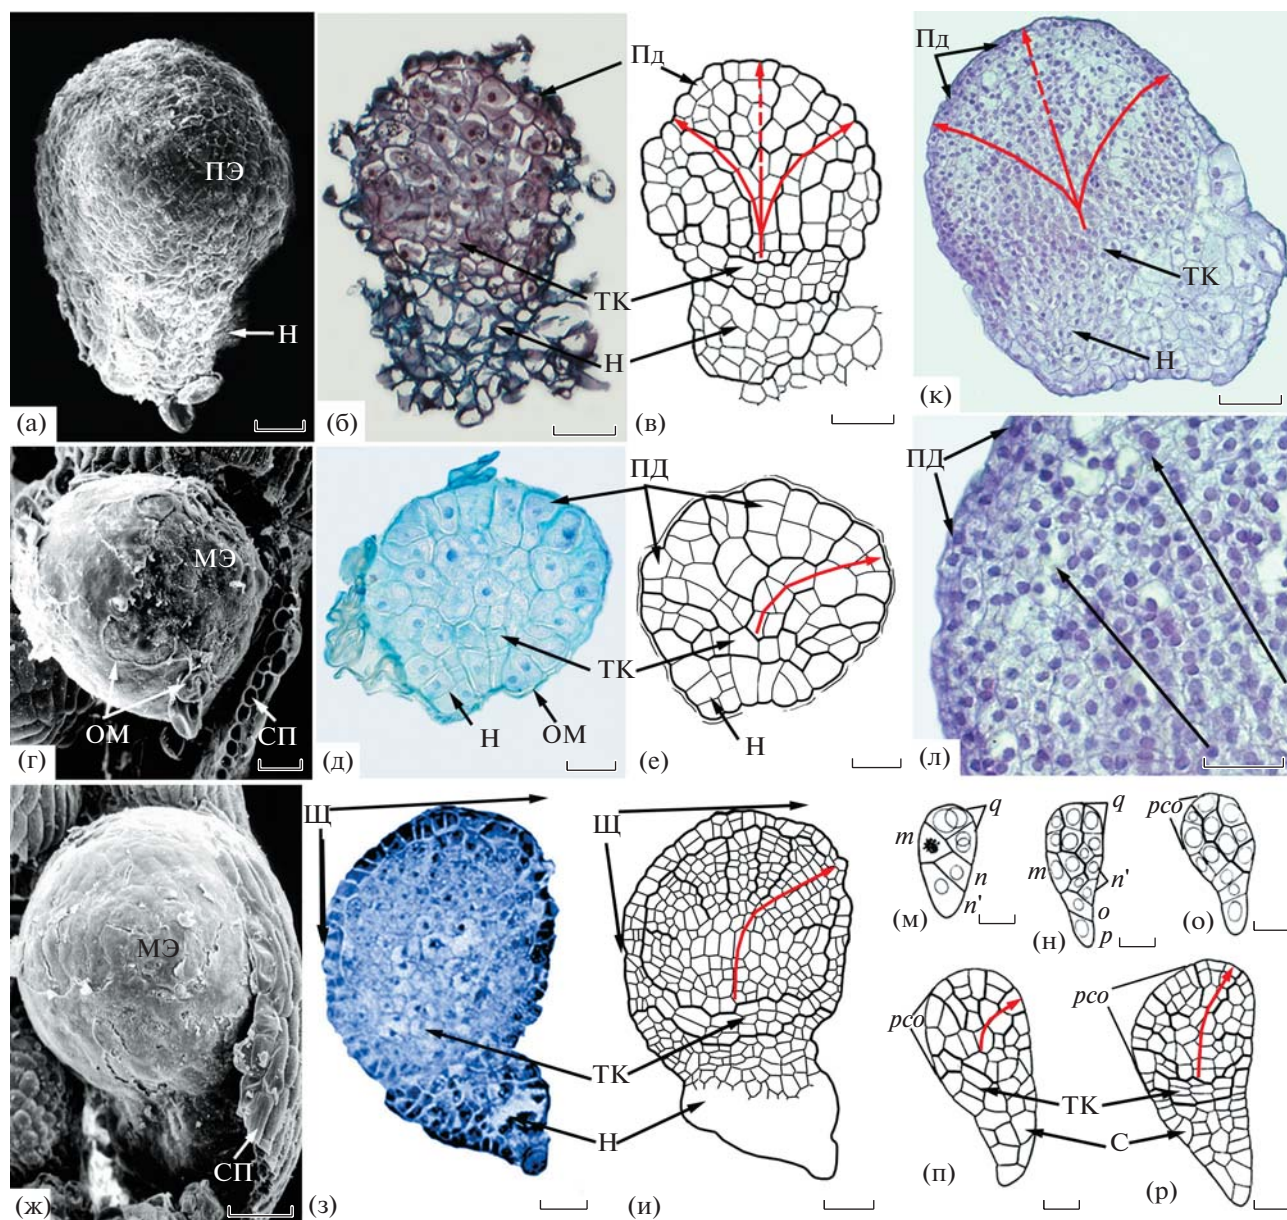 ПЭ
Н
(а)
(б)
Пд
ТК
Н
(в)
Пд
ТК
Н
(к)
МЭ
ОМ
СП
(г)
(д)
ПД
ТК
Н
ОМ
Н
(е)
ПД
(л)
МЭ
СП
(ж)
Щ
(з)
Щ
ТК
Н
(и)
q
m
n
n'
(м)
q
m
n'
o
p
(н)
pco
(о)
pco
ТК
С
(п)
pco
(р)